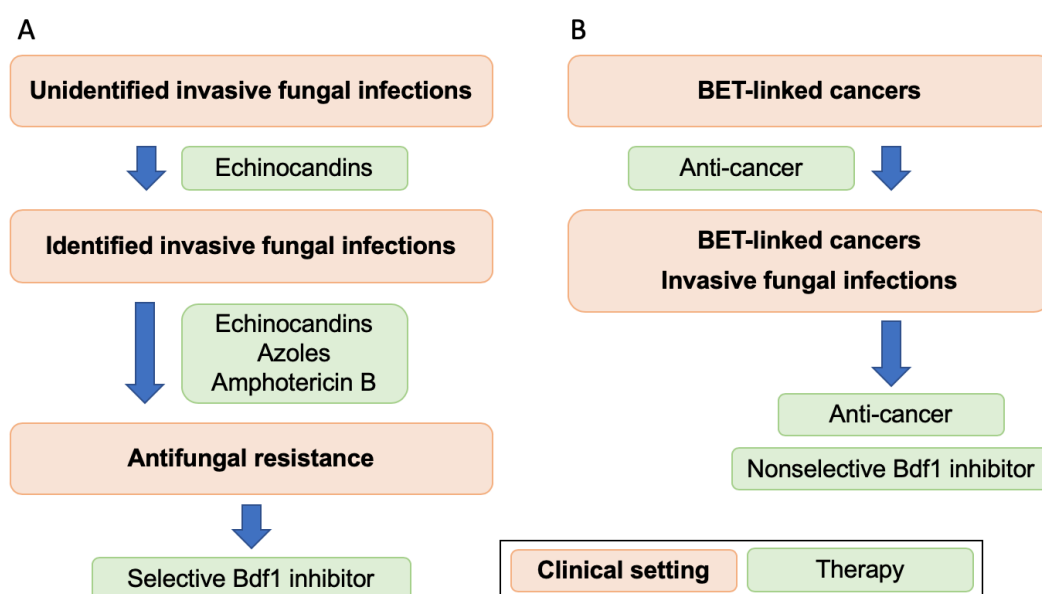 A
Unidentified invasive fungal infections
Echinocandins
Identified invasive fungal infections
Echinocandins
Azoles
Amphotericin B
Antifungal resistance
Selective Bdf1 inhibitor
B
BET-linked cancers
Anti-cancer
BET-linked cancers
Invasive fungal infections
Anti-cancer
Nonselective Bdf1 inhibitor
Clinical setting
Therapy